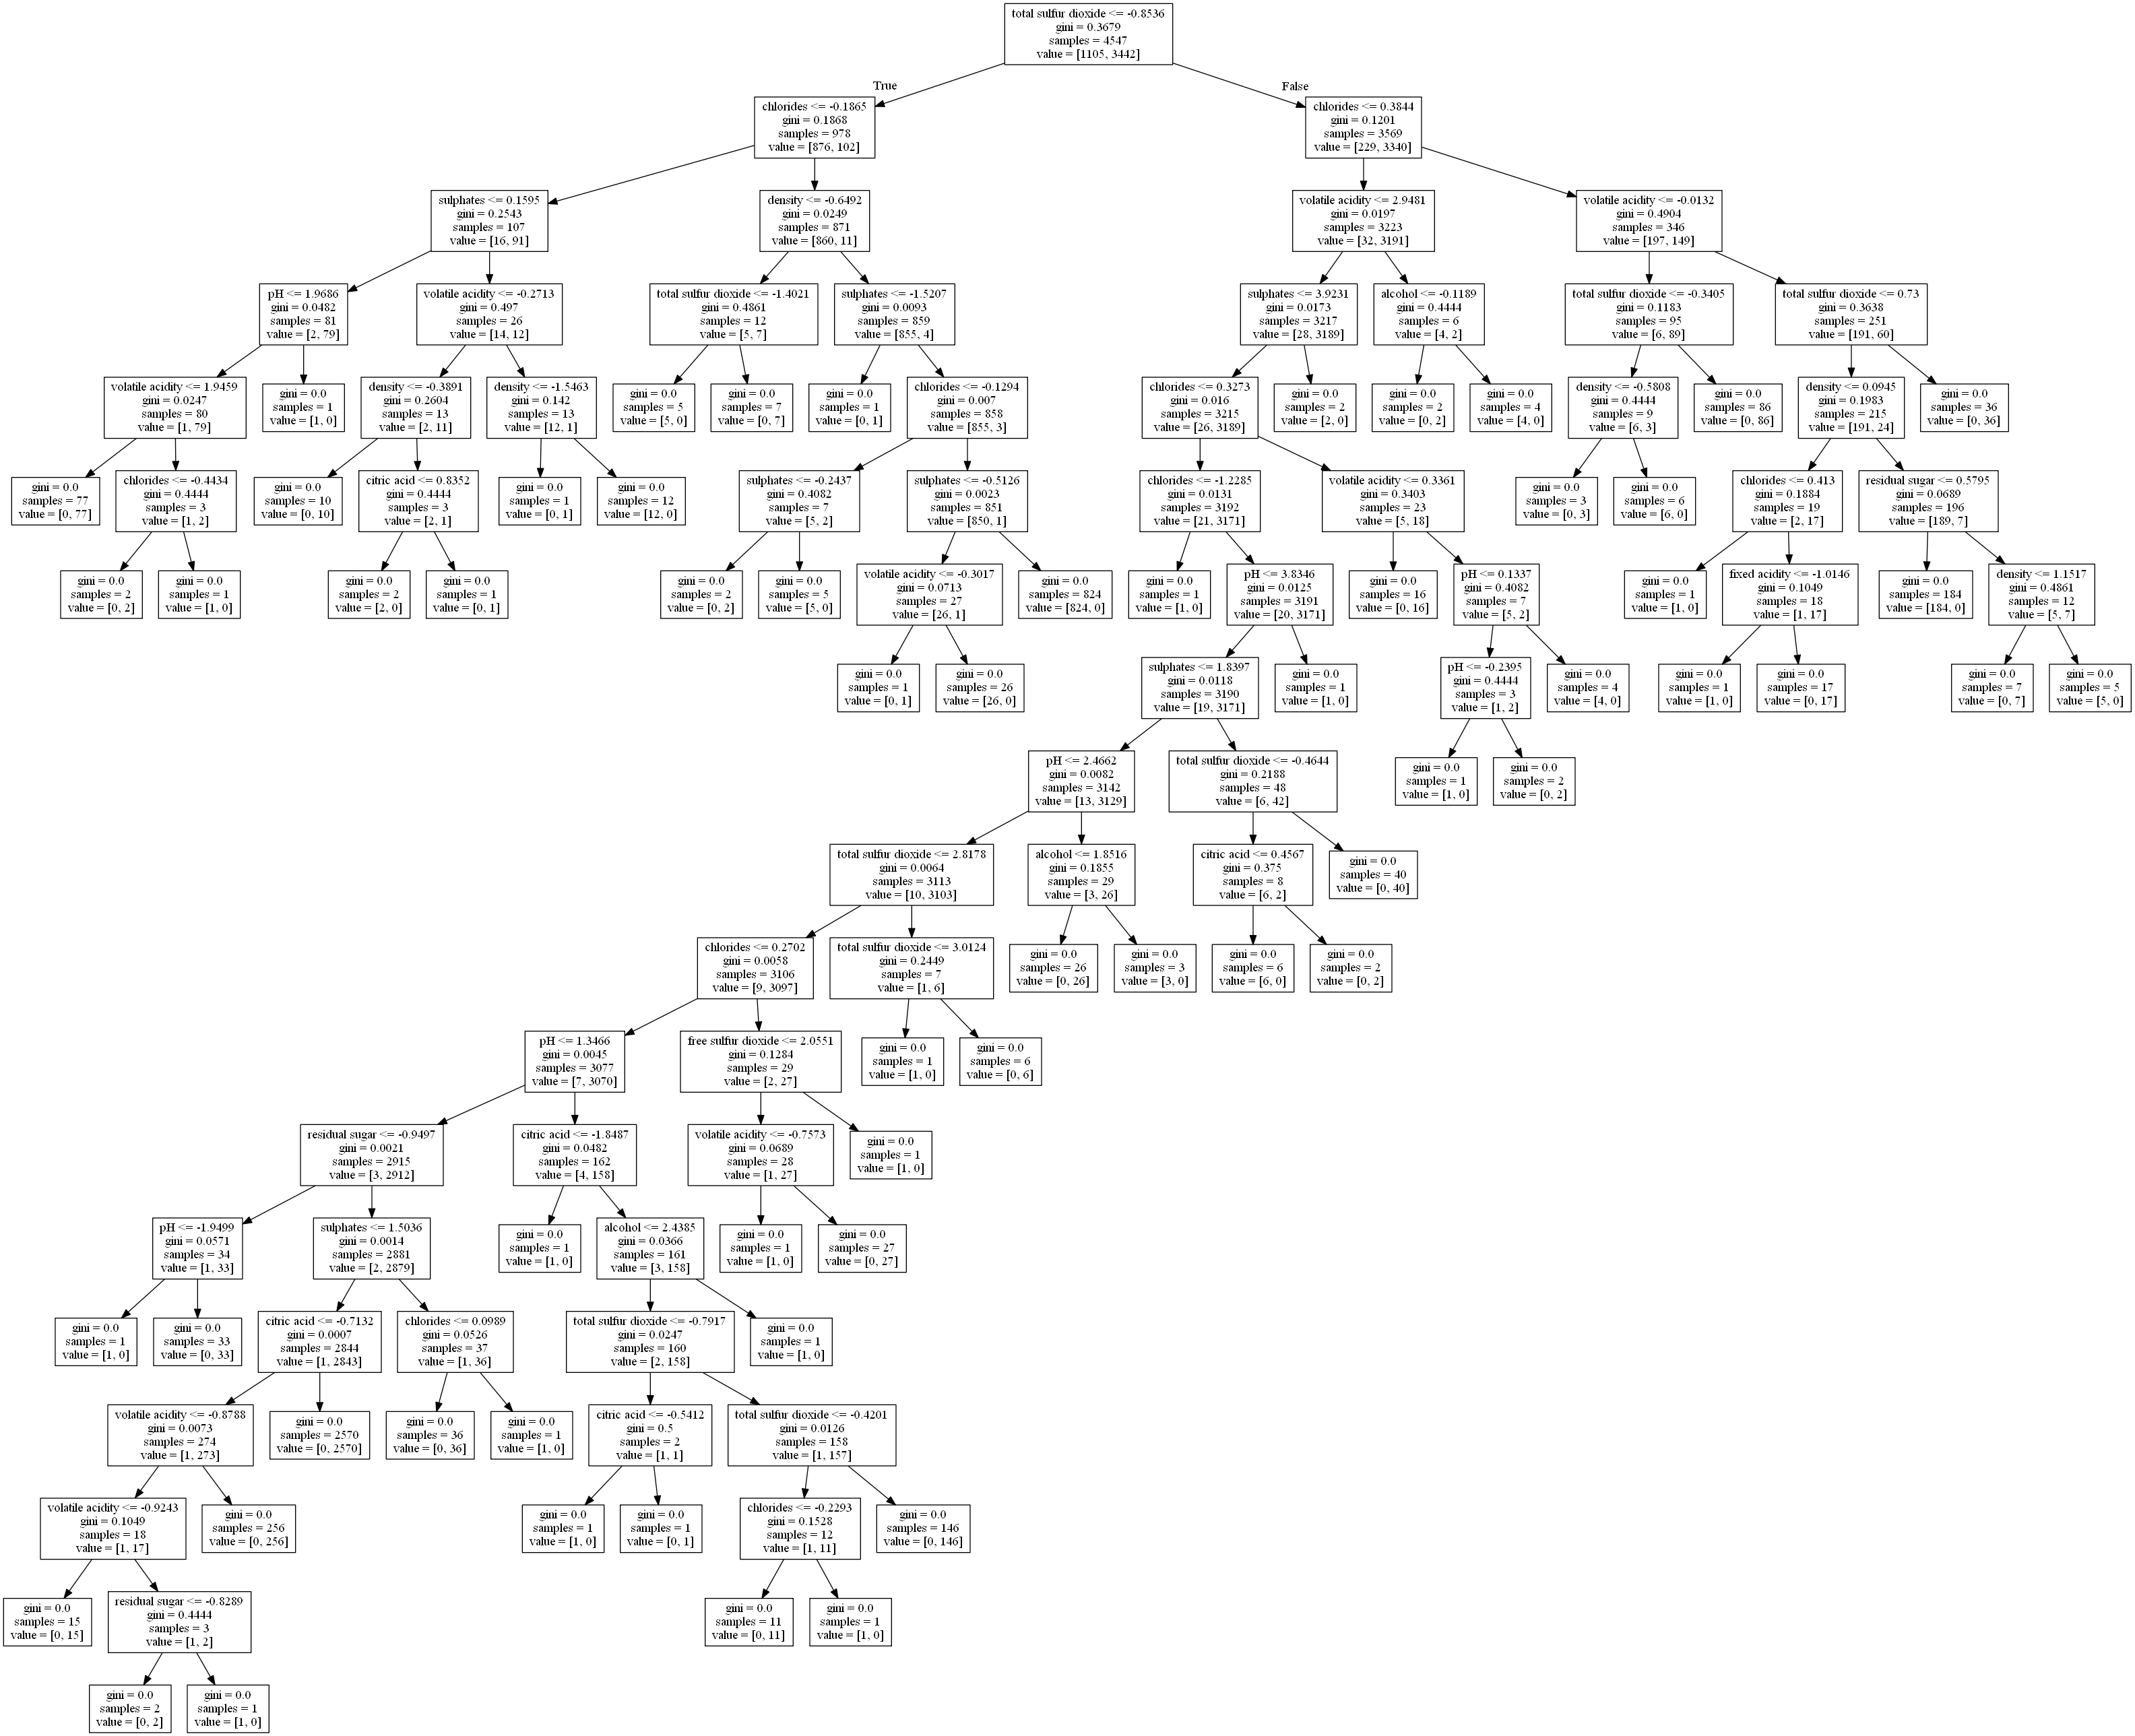 total sulfur dioxide <= -0.8536
gini = 0.3679
samples = 4547
value = [1105, 3442]
True
False
chlorides <= -0.1865
gini = 0.1868
samples = 978
value = [876, 102]
chlorides <= 0.3844
gini = 0.1201
samples = 3569
value = [229, 3340]
sulphates <= 0.1595
gini = 0.2543
samples = 107
value = [16, 91]
density <= -0.6492
gini = 0.0249
samples = 871
value = [860, 11]
volatile acidity <= 2.9481
gini = 0.0197
samples = 3223
value = [32, 3191]
volatile acidity <= -0.0132
gini = 0.4904
samples = 346
value = [197, 149]
pH <= 1.9686
gini = 0.0482
samples = 81
value = [2, 79]
volatile acidity <= -0.2713
gini = 0.497
samples = 26
value = [14, 12]
total sulfur dioxide <= -1.4021
gini = 0.4861
samples = 12
value = [5, 7]
sulphates <= -1.5207
gini = 0.0093
samples = 859
value = [855, 4]
sulphates <= 3.9231
gini = 0.0173
samples = 3217
value = [28, 3189]
alcohol <= -0.1189
gini = 0.4444
samples = 6
value = [4, 2]
total sulfur dioxide <= -0.3405
gini = 0.1183
samples = 95
value = [6, 89]
total sulfur dioxide <= 0.73
gini = 0.3638
samples = 251
value = [191, 60]
volatile acidity <= 1.9459
gini = 0.0247
samples = 80
value = [1, 79]
gini = 0.0
samples = 1
value = [1, 0]
density <= -0.3891
gini = 0.2604
samples = 13
value = [2, 11]
density <= -1.5463
gini = 0.142
samples = 13
value = [12, 1]
gini = 0.0
samples = 5
value = [5, 0]
gini = 0.0
samples = 7
value = [0, 7]
gini = 0.0
samples = 1
value = [0, 1]
chlorides <= -0.1294
gini = 0.007
samples = 858
value = [855, 3]
chlorides <= 0.3273
gini = 0.016
samples = 3215
value = [26, 3189]
gini = 0.0
samples = 2
value = [2, 0]
gini = 0.0
samples = 2
value = [0, 2]
gini = 0.0
samples = 4
value = [4, 0]
density <= -0.5808
gini = 0.4444
samples = 9
value = [6, 3]
gini = 0.0
samples = 86
value = [0, 86]
density <= 0.0945
gini = 0.1983
samples = 215
value = [191, 24]
gini = 0.0
samples = 36
value = [0, 36]
gini = 0.0
samples = 77
value = [0, 77]
chlorides <= -0.4434
gini = 0.4444
samples = 3
value = [1, 2]
gini = 0.0
samples = 10
value = [0, 10]
citric acid <= 0.8352
gini = 0.4444
samples = 3
value = [2, 1]
gini = 0.0
samples = 1
value = [0, 1]
gini = 0.0
samples = 12
value = [12, 0]
sulphates <= -0.2437
gini = 0.4082
samples = 7
value = [5, 2]
sulphates <= -0.5126
gini = 0.0023
samples = 851
value = [850, 1]
chlorides <= -1.2285
gini = 0.0131
samples = 3192
value = [21, 3171]
volatile acidity <= 0.3361
gini = 0.3403
samples = 23
value = [5, 18]
gini = 0.0
samples = 3
value = [0, 3]
gini = 0.0
samples = 6
value = [6, 0]
chlorides <= 0.413
gini = 0.1884
samples = 19
value = [2, 17]
residual sugar <= 0.5795
gini = 0.0689
samples = 196
value = [189, 7]
gini = 0.0
samples = 2
value = [0, 2]
gini = 0.0
samples = 1
value = [1, 0]
gini = 0.0
samples = 2
value = [2, 0]
gini = 0.0
samples = 1
value = [0, 1]
gini = 0.0
samples = 2
value = [0, 2]
gini = 0.0
samples = 5
value = [5, 0]
volatile acidity <= -0.3017
gini = 0.0713
samples = 27
value = [26, 1]
gini = 0.0
samples = 824
value = [824, 0]
gini = 0.0
samples = 1
value = [1, 0]
pH <= 3.8346
gini = 0.0125
samples = 3191
value = [20, 3171]
gini = 0.0
samples = 16
value = [0, 16]
pH <= 0.1337
gini = 0.4082
samples = 7
value = [5, 2]
gini = 0.0
samples = 1
value = [1, 0]
fixed acidity <= -1.0146
gini = 0.1049
samples = 18
value = [1, 17]
gini = 0.0
samples = 184
value = [184, 0]
density <= 1.1517
gini = 0.4861
samples = 12
value = [5, 7]
gini = 0.0
samples = 1
value = [0, 1]
gini = 0.0
samples = 26
value = [26, 0]
sulphates <= 1.8397
gini = 0.0118
samples = 3190
value = [19, 3171]
gini = 0.0
samples = 1
value = [1, 0]
pH <= -0.2395
gini = 0.4444
samples = 3
value = [1, 2]
gini = 0.0
samples = 4
value = [4, 0]
gini = 0.0
samples = 1
value = [1, 0]
gini = 0.0
samples = 17
value = [0, 17]
gini = 0.0
samples = 7
value = [0, 7]
gini = 0.0
samples = 5
value = [5, 0]
pH <= 2.4662
gini = 0.0082
samples = 3142
value = [13, 3129]
total sulfur dioxide <= -0.4644
gini = 0.2188
samples = 48
value = [6, 42]
gini = 0.0
samples = 1
value = [1, 0]
gini = 0.0
samples = 2
value = [0, 2]
total sulfur dioxide <= 2.8178
gini = 0.0064
samples = 3113
value = [10, 3103]
alcohol <= 1.8516
gini = 0.1855
samples = 29
value = [3, 26]
citric acid <= 0.4567
gini = 0.375
samples = 8
value = [6, 2]
gini = 0.0
samples = 40
value = [0, 40]
chlorides <= 0.2702
gini = 0.0058
samples = 3106
value = [9, 3097]
total sulfur dioxide <= 3.0124
gini = 0.2449
samples = 7
value = [1, 6]
gini = 0.0
samples = 26
value = [0, 26]
gini = 0.0
samples = 3
value = [3, 0]
gini = 0.0
samples = 6
value = [6, 0]
gini = 0.0
samples = 2
value = [0, 2]
pH <= 1.3466
gini = 0.0045
samples = 3077
value = [7, 3070]
free sulfur dioxide <= 2.0551
gini = 0.1284
samples = 29
value = [2, 27]
gini = 0.0
samples = 1
value = [1, 0]
gini = 0.0
samples = 6
value = [0, 6]
residual sugar <= -0.9497
gini = 0.0021
samples = 2915
value = [3, 2912]
citric acid <= -1.8487
gini = 0.0482
samples = 162
value = [4, 158]
volatile acidity <= -0.7573
gini = 0.0689
samples = 28
value = [1, 27]
gini = 0.0
samples = 1
value = [1, 0]
pH <= -1.9499
gini = 0.0571
samples = 34
value = [1, 33]
sulphates <= 1.5036
gini = 0.0014
samples = 2881
value = [2, 2879]
gini = 0.0
samples = 1
value = [1, 0]
alcohol <= 2.4385
gini = 0.0366
samples = 161
value = [3, 158]
gini = 0.0
samples = 1
value = [1, 0]
gini = 0.0
samples = 27
value = [0, 27]
gini = 0.0
samples = 1
value = [1, 0]
gini = 0.0
samples = 33
value = [0, 33]
citric acid <= -0.7132
gini = 0.0007
samples = 2844
value = [1, 2843]
chlorides <= 0.0989
gini = 0.0526
samples = 37
value = [1, 36]
total sulfur dioxide <= -0.7917
gini = 0.0247
samples = 160
value = [2, 158]
gini = 0.0
samples = 1
value = [1, 0]
volatile acidity <= -0.8788
gini = 0.0073
samples = 274
value = [1, 273]
gini = 0.0
samples = 2570
value = [0, 2570]
gini = 0.0
samples = 36
value = [0, 36]
gini = 0.0
samples = 1
value = [1, 0]
citric acid <= -0.5412
gini = 0.5
samples = 2
value = [1, 1]
total sulfur dioxide <= -0.4201
gini = 0.0126
samples = 158
value = [1, 157]
volatile acidity <= -0.9243
gini = 0.1049
samples = 18
value = [1, 17]
gini = 0.0
samples = 256
value = [0, 256]
gini = 0.0
samples = 1
value = [1, 0]
gini = 0.0
samples = 1
value = [0, 1]
chlorides <= -0.2293
gini = 0.1528
samples = 12
value = [1, 11]
gini = 0.0
samples = 146
value = [0, 146]
gini = 0.0
samples = 15
value = [0, 15]
residual sugar <= -0.8289
gini = 0.4444
samples = 3
value = [1, 2]
gini = 0.0
samples = 11
value = [0, 11]
gini = 0.0
samples = 1
value = [1, 0]
gini = 0.0
samples = 2
value = [0, 2]
gini = 0.0
samples = 1
value = [1, 0]